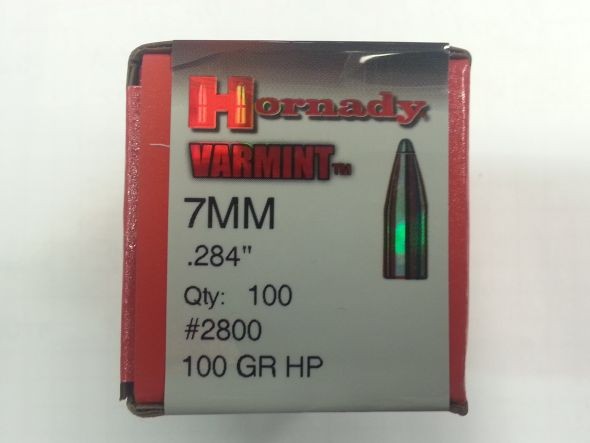 Hornady
VARMINT™
7MM
.284"
Qty: 100
#2800
100 GR HP